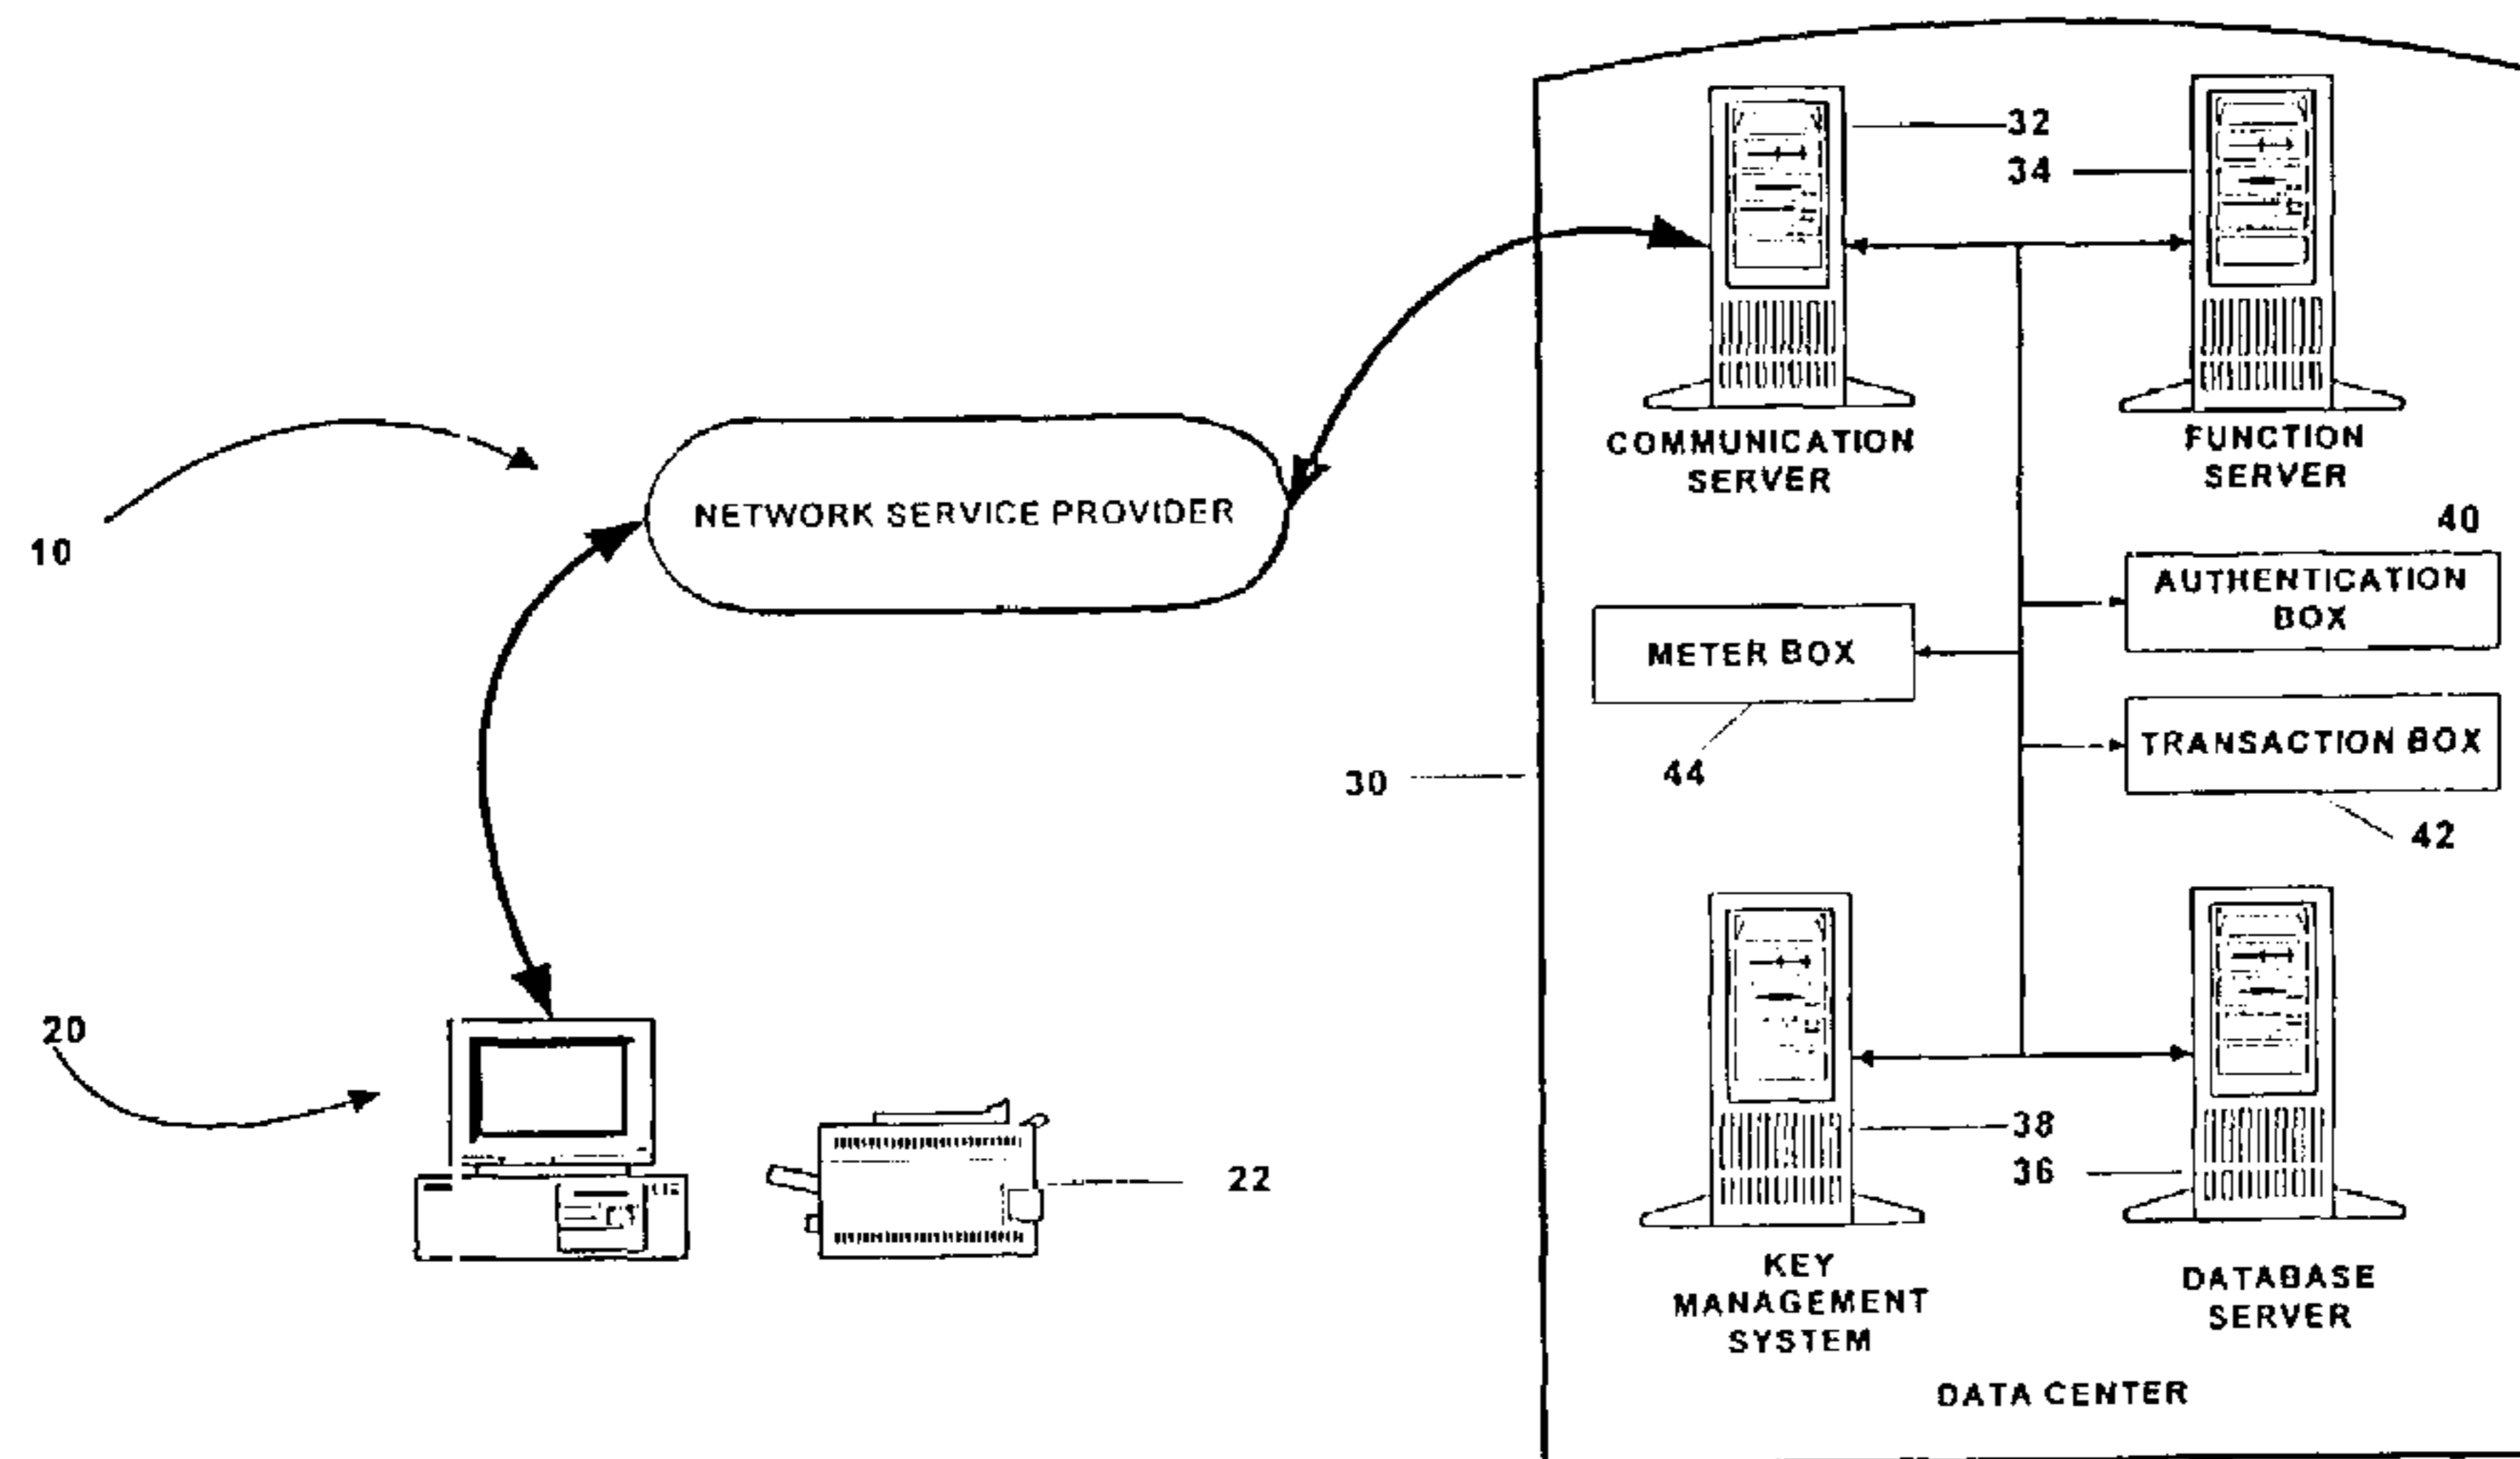 32
34
COMMUNICATION
SERVER
FUNCTION
SERVER
10
NETWORK SERVICE PROVIDER
40
AUTHENTICATION
BOX
METER BOX
TRANSACTION BOX
44
30
42
20
22
38
36
KEY
MANAGEMENT
SYSTEM
DATABASE
SERVER
DATA CENTER